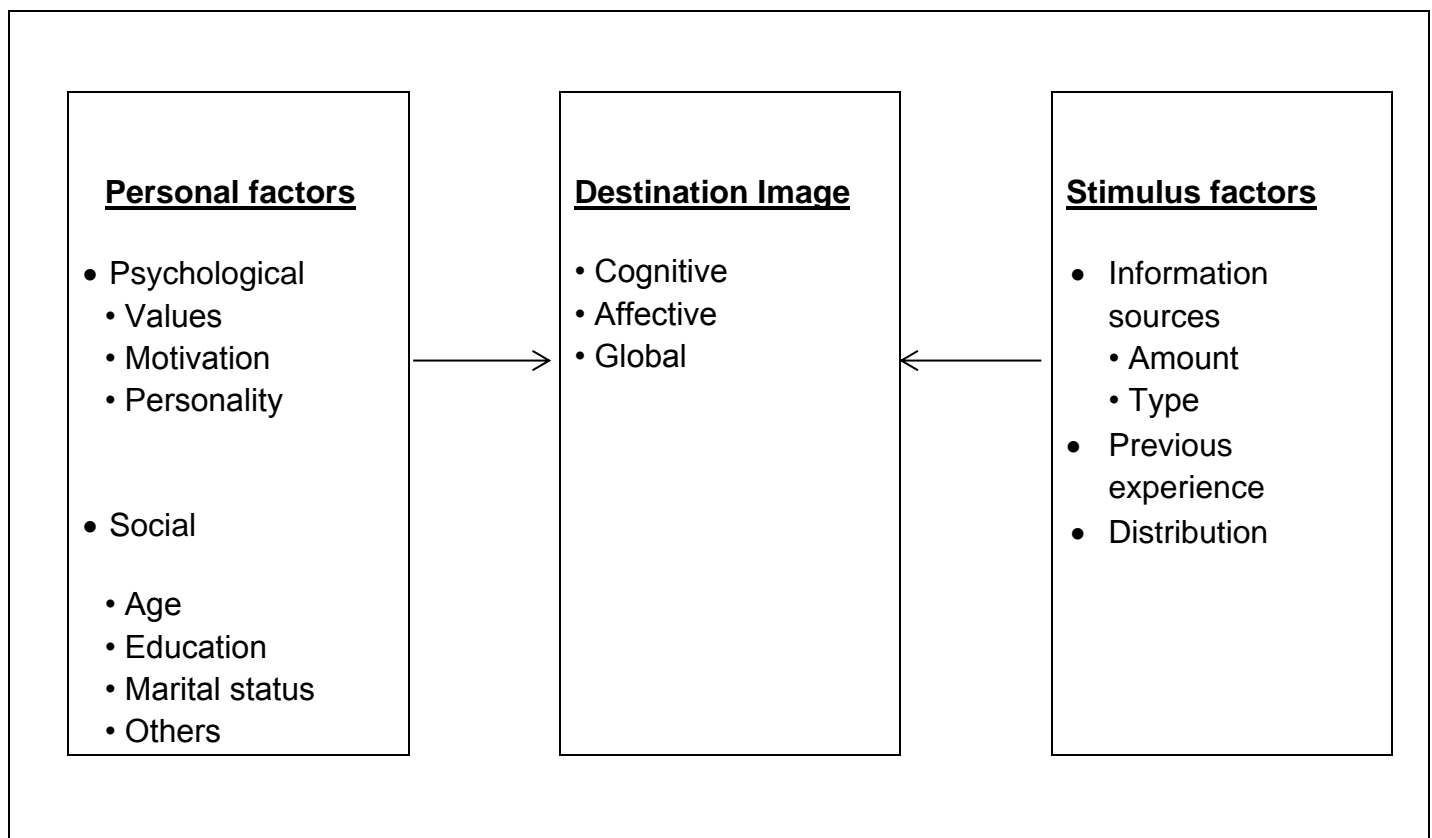 Personal factors
• Psychological
• Values
• Motivation
• Personality
• Social
• Age
• Education
• Marital status
• Others
Destination Image
• Cognitive
• Affective
• Global
Stimulus factors
• Information
sources
• Amount
• Type
• Previous
experience
• Distribution